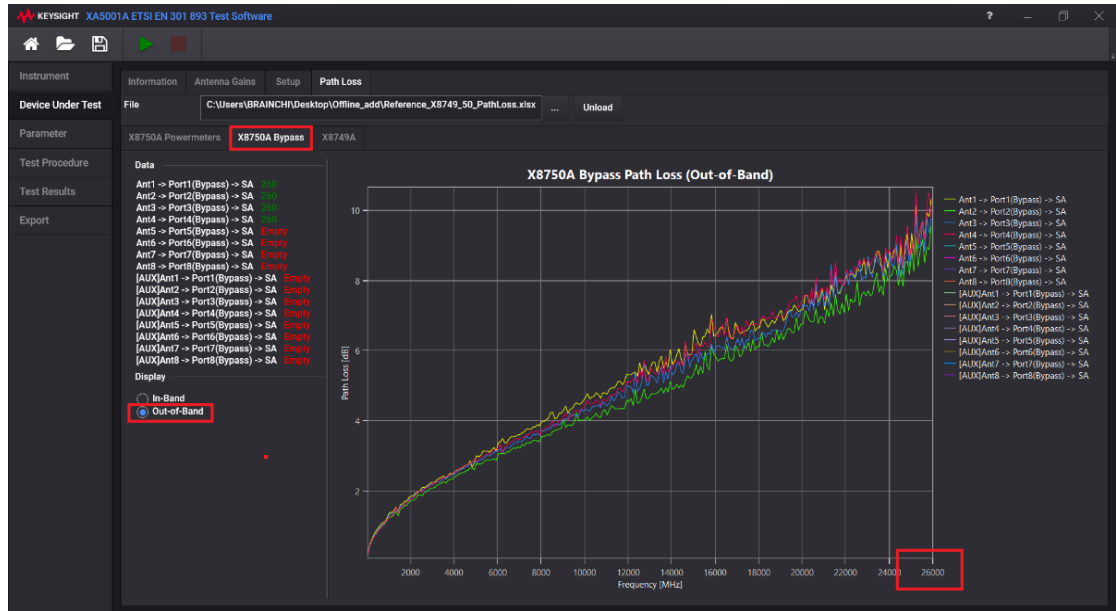 KEYSIGHT XA5001A ETSI EN 301 893 Test Software
?
Instrument
Device Under Test
Parameter
Test Procedure
Test Results
Export
Information Antenna Gains Setup Path Loss
File C:\Users\BRAINCHI\Desktop\Offline_add\Reference_X8749_50_PathLoss.xlsx ... Unload
X8750A Powermeters X8750A Bypass X8749A
Data
Ant1 -> Port1(Bypass) -> SA 260
Ant2 -> Port2(Bypass) -> SA 260
Ant3 -> Port3(Bypass) -> SA 260
Ant4 -> Port4(Bypass) -> SA 260
Ant5 -> Port5(Bypass) -> SA Empty
Ant6 -> Port6(Bypass) -> SA Empty
Ant7 -> Port7(Bypass) -> SA Empty
Ant8 -> Port8(Bypass) -> SA Empty
[AUX]Ant1 -> Port1(Bypass) -> SA Empty
[AUX]Ant2 -> Port2(Bypass) -> SA Empty
[AUX]Ant3 -> Port3(Bypass) -> SA Empty
[AUX]Ant4 -> Port4(Bypass) -> SA Empty
[AUX]Ant5 -> Port5(Bypass) -> SA Empty
[AUX]Ant6 -> Port6(Bypass) -> SA Empty
[AUX]Ant7 -> Port7(Bypass) -> SA Empty
[AUX]Ant8 -> Port8(Bypass) -> SA Empty
Display
In-Band
Out-of-Band
X8750A Bypass Path Loss (Out-of-Band)
Path Loss [dB]
10
8
6
4
2
2000 4000 6000 8000 10000 12000 14000 16000 18000 20000 22000 24000 26000
Frequency [MHz]
Ant1 -> Port1(Bypass) -> SA
Ant2 -> Port2(Bypass) -> SA
Ant3 -> Port3(Bypass) -> SA
Ant4 -> Port4(Bypass) -> SA
Ant5 -> Port5(Bypass) -> SA
Ant6 -> Port6(Bypass) -> SA
Ant7 -> Port7(Bypass) -> SA
Ant8 -> Port8(Bypass) -> SA
[AUX]Ant1 -> Port1(Bypass) -> SA
[AUX]Ant2 -> Port2(Bypass) -> SA
[AUX]Ant3 -> Port3(Bypass) -> SA
[AUX]Ant4 -> Port4(Bypass) -> SA
[AUX]Ant5 -> Port5(Bypass) -> SA
[AUX]Ant6 -> Port6(Bypass) -> SA
[AUX]Ant7 -> Port7(Bypass) -> SA
[AUX]Ant8 -> Port8(Bypass) -> SA